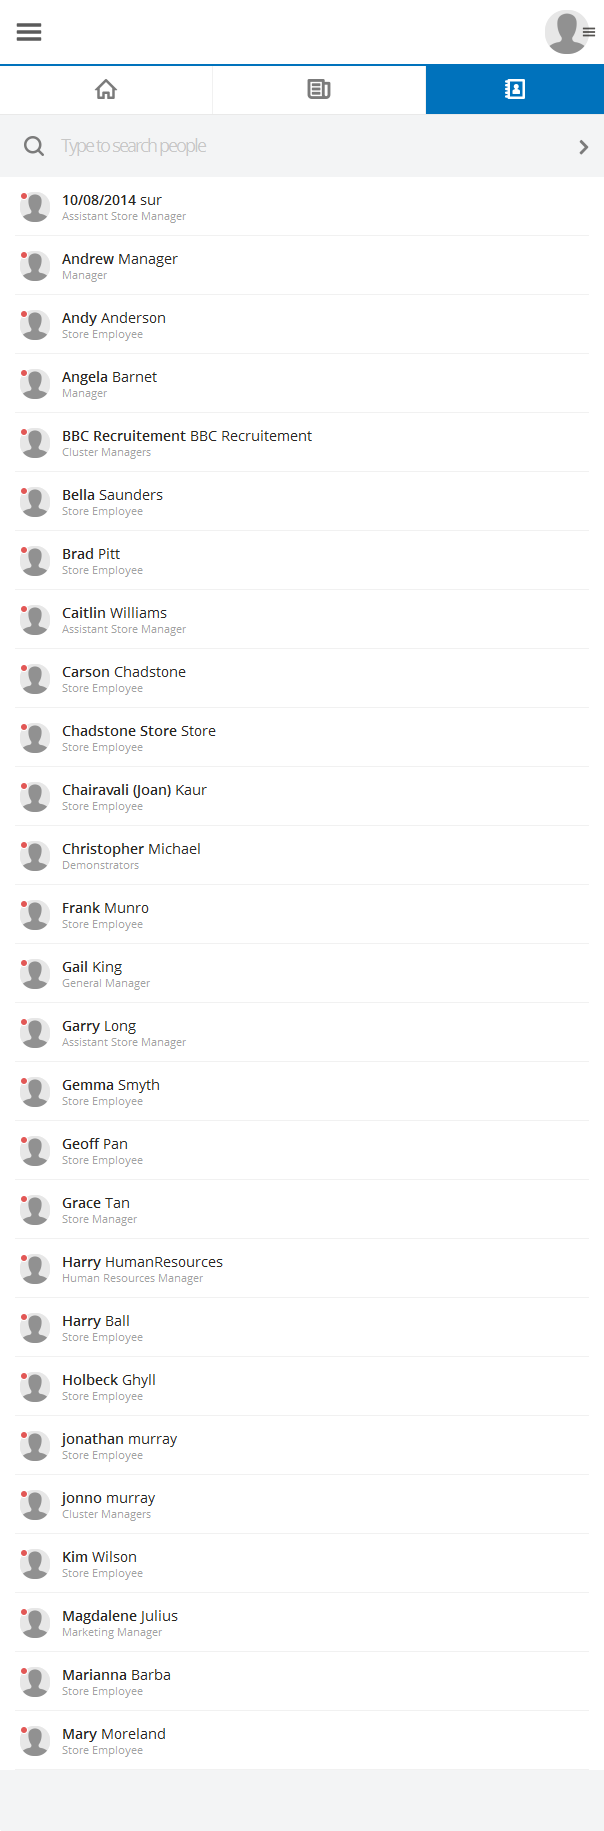 Type to search people
10/08/2014 sur
Assistant Store Manager
Andrew Manager
Manager
Andy Anderson
Store Employee
Angela Barnet
Manager
BBC Recruitement BBC Recruitement
Cluster Managers
Bella Saunders
Store Employee
Brad Pitt
Store Employee
Caitlin Williams
Assistant Store Manager
Carson Chadstone
Store Employee
Chadstone Store Store
Store Employee
Chairavali (Joan) Kaur
Store Employee
Christopher Michael
Demonstrators
Frank Munro
Store Employee
Gail King
General Manager
Garry Long
Assistant Store Manager
Gemma Smyth
Store Employee
Geoff Pan
Store Employee
Grace Tan
Store Manager
Harry HumanResources
Human Resources Manager
Harry Ball
Store Employee
Holbeck Ghyll
Store Employee
jonathan murray
Store Employee
jonno murray
Cluster Managers
Kim Wilson
Store Employee
Magdalene Julius
Marketing Manager
Marianna Barba
Store Employee
Mary Moreland
Store Employee